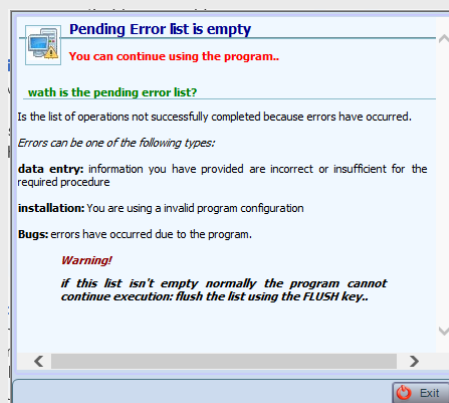 Pending Error list is empty
You can continue using the program..
wath is the pending error list?
Is the list of operations not successfully completed because errors have occurred.
Errors can be one of the following types:
data entry: information you have provided are incorrect or insufficient for the
required procedure
installation: You are using a invalid program configuration
Bugs: errors have occurred due to the program.
Warning!
if this list isn't empty normally the program cannot
continue execution: flush the list using the FLUSH key..
Exit